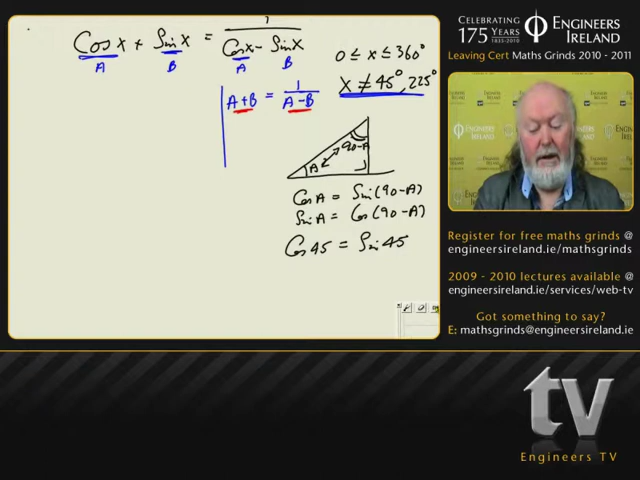 Cos x + Sin x = 1 / Cos x - Sin x
A B A B
0 ≤ x ≤ 360°
x ≠ 45°, 225°
A + B = 1 / A - B
A 90-A
Cos A = Sin (90-A)
Sin A = Cos (90-A)
Cos 45 = Sin 45
CELEBRATING
175 YEARS
1835-2010
ENGINEERS
IRELAND
Leaving Cert Maths Grinds 2010 - 2011
ENGINEERS
IRELAND
Register for free maths grinds @
engineersireland.ie/mathsgrinds
2009 - 2010 lectures available @
engineersireland.ie/services/web-tv
Got something to say?
E: mathsgrinds@engineersireland.ie
tv
Engineers TV